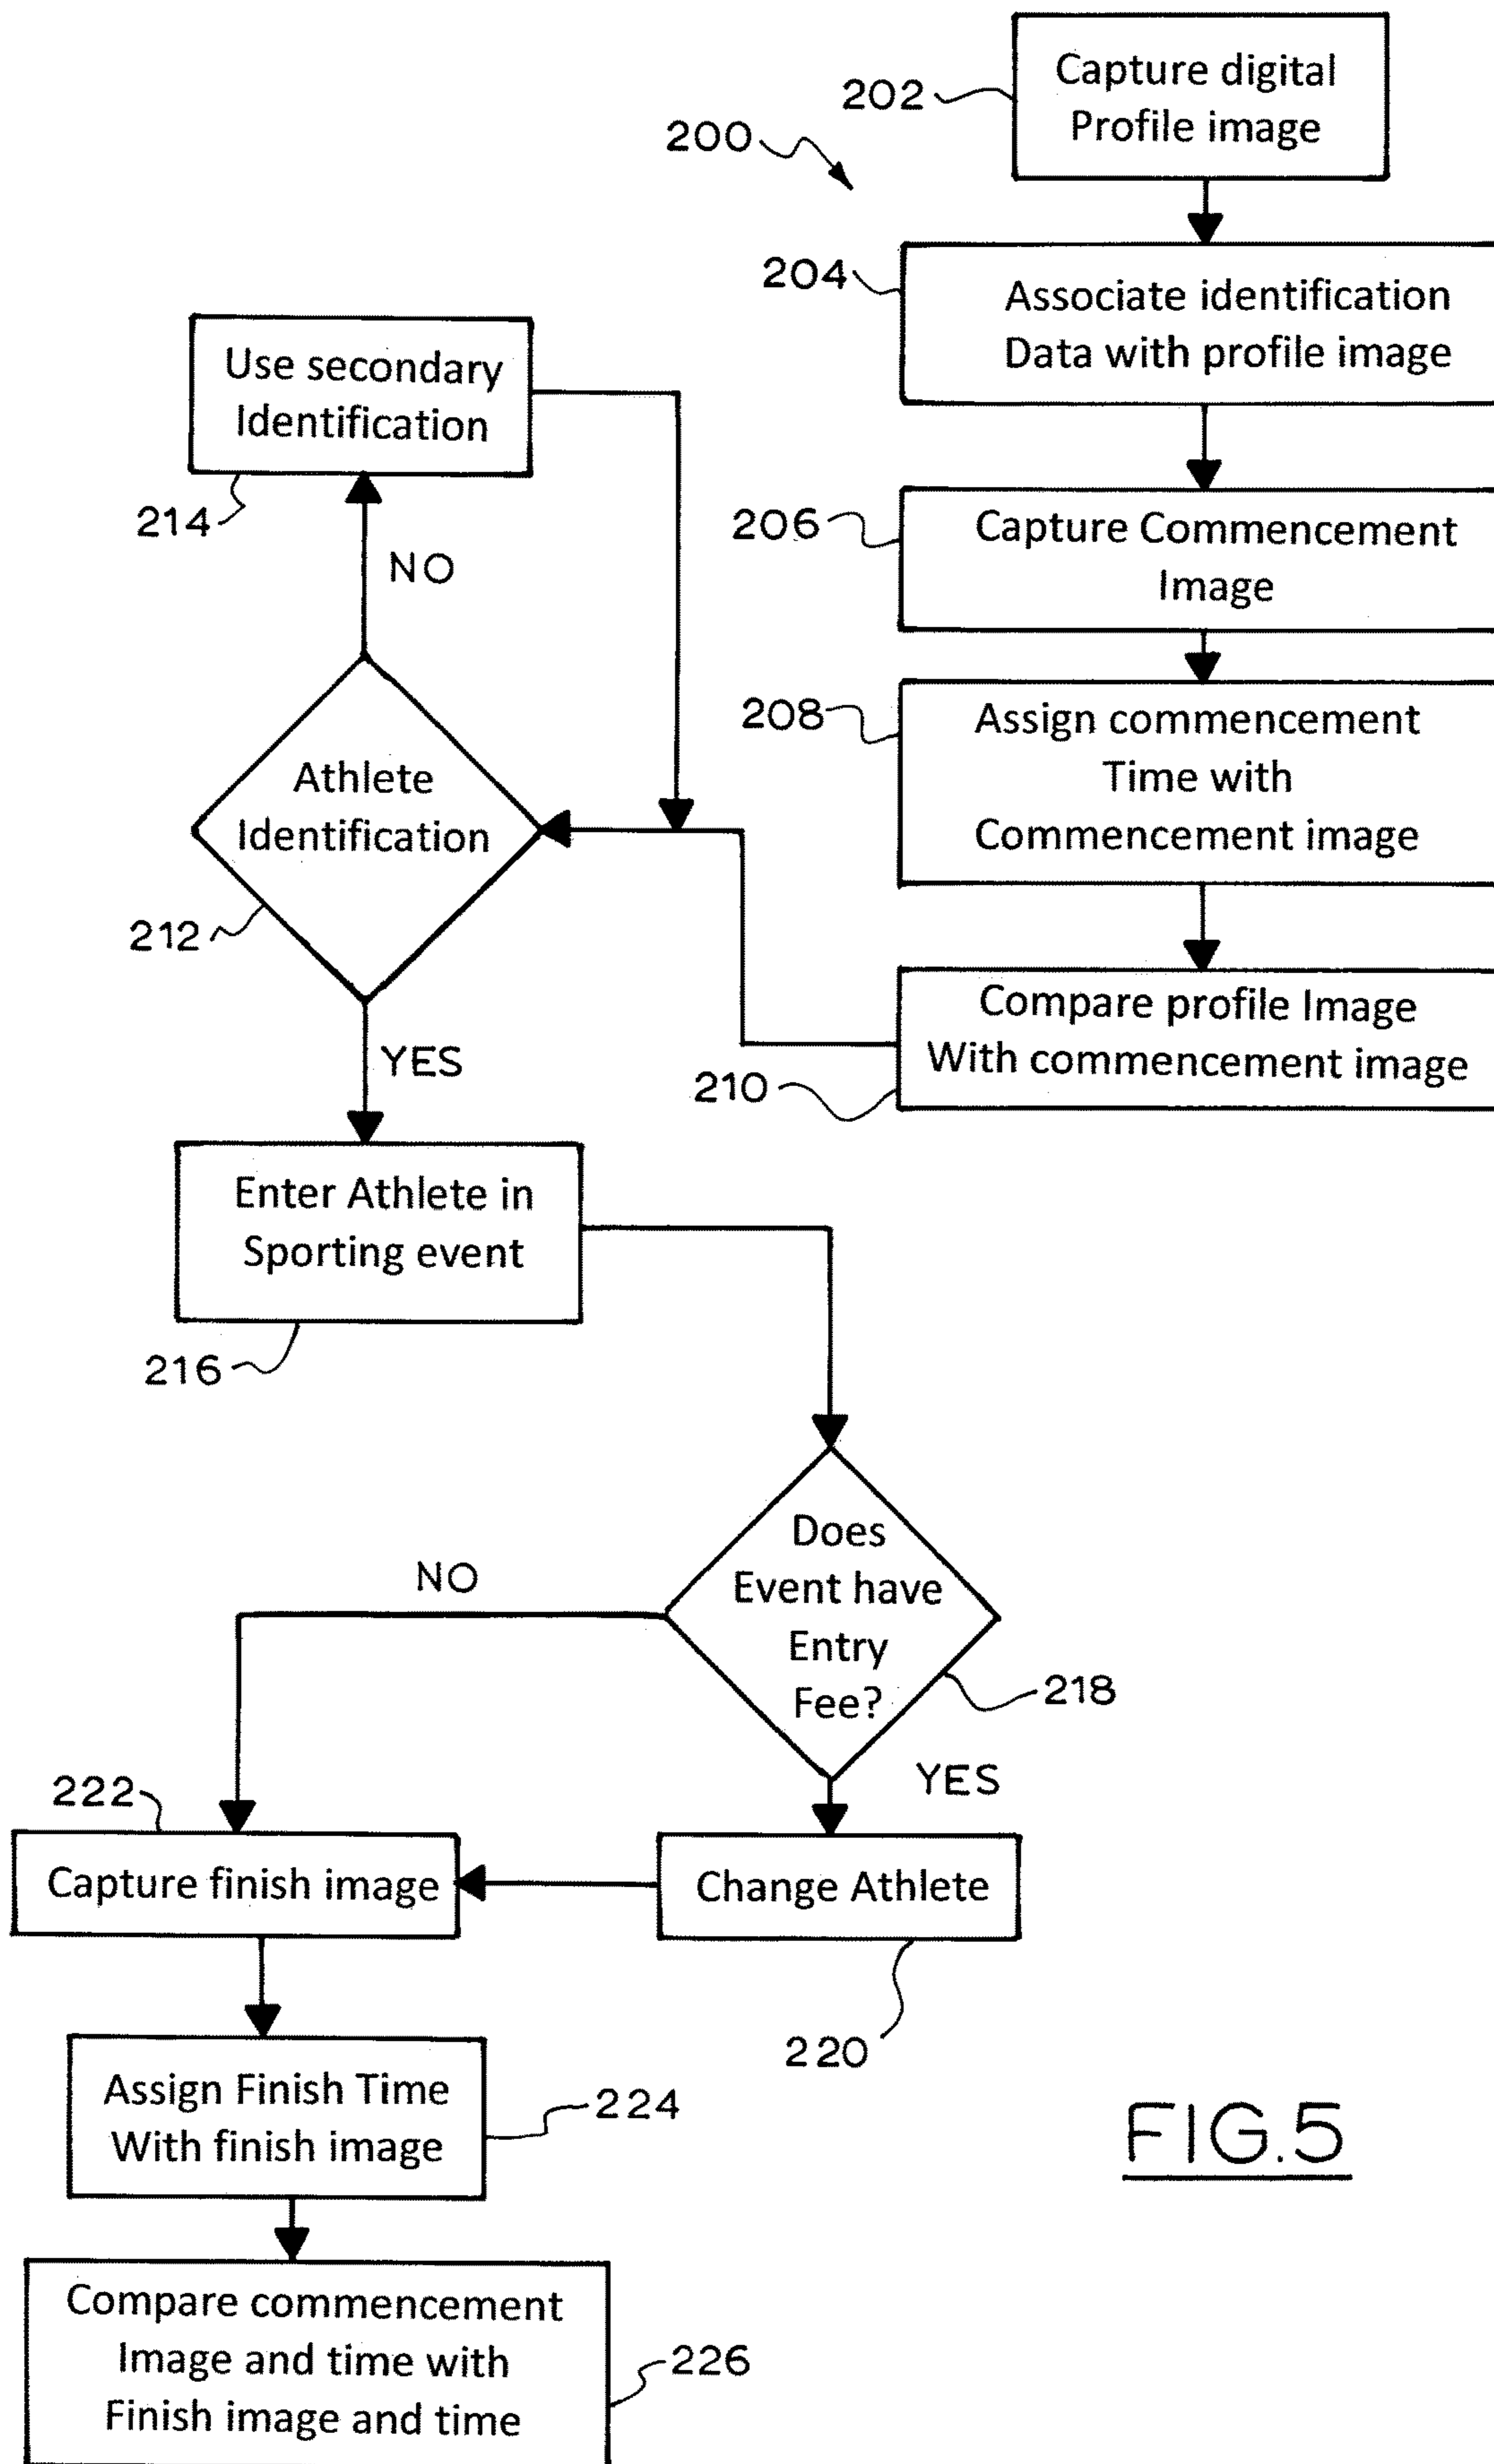 202
Capture digital
Profile image
200
204
Associate identification
Data with profile image
206
Capture Commencement
Image
208
Assign commencement
Time with
Commencement image
210
Compare profile Image
With commencement image
Athlete
Identification
212
NO
Use secondary
Identification
214
YES
Enter Athlete in
Sporting event
216
Does
Event have
Entry
Fee?
218
NO
YES
Change Athlete
220
222
Capture finish image
Assign Finish Time
With finish image
224
Compare commencement
Image and time with
Finish image and time
226
FIG.5